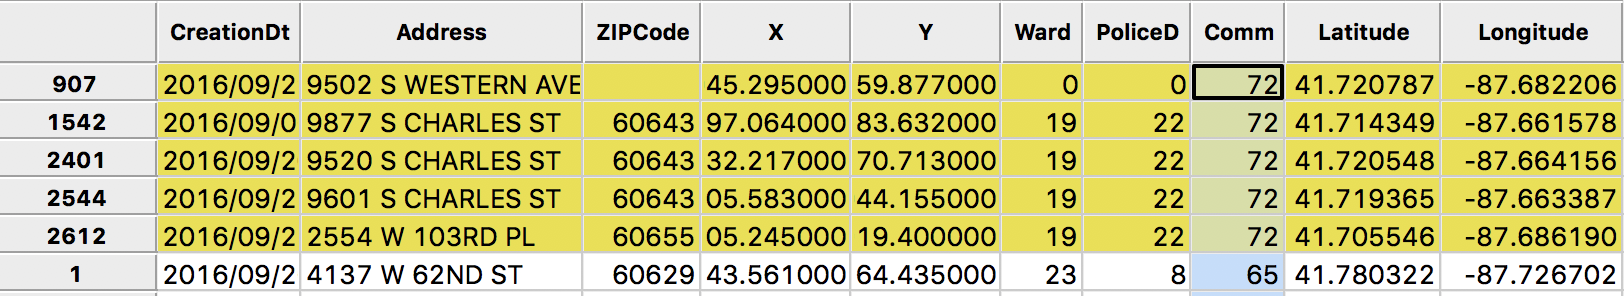 CreationDt Address ZIPCode X Y Ward PoliceD Comm Latitude Longitude
907 2016/09/2 9502 S WESTERN AVE 45.295000 59.877000 0 0 72 41.720787 -87.682206
1542 2016/09/0 9877 S CHARLES ST 60643 97.064000 83.632000 19 22 72 41.714349 -87.661578
2401 2016/09/2 9520 S CHARLES ST 60643 32.217000 70.713000 19 22 72 41.720548 -87.664156
2544 2016/09/2 9601 S CHARLES ST 60643 05.583000 44.155000 19 22 72 41.719365 -87.663387
2612 2016/09/2 2554 W 103RD PL 60655 05.245000 19.400000 19 22 72 41.705546 -87.686190
1 2016/09/2 4137 W 62ND ST 60629 43.561000 64.435000 23 8 65 41.780322 -87.726702